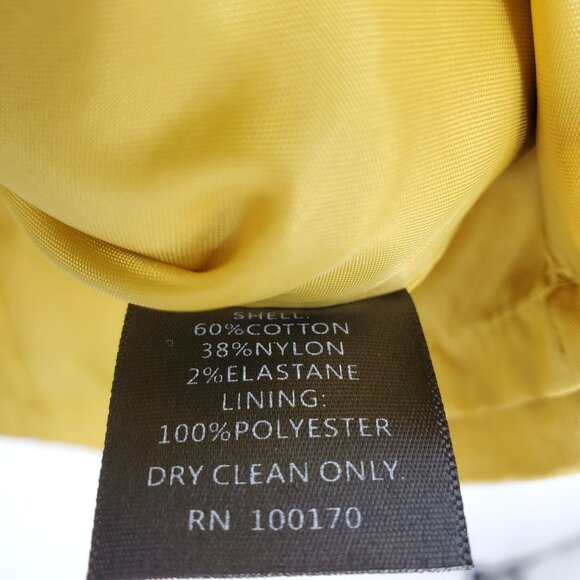 SHELL:
60%COTTON
38%NYLON
2%ELASTANE
LINING:
100%POLYESTER
DRY CLEAN ONLY.
RN 100170